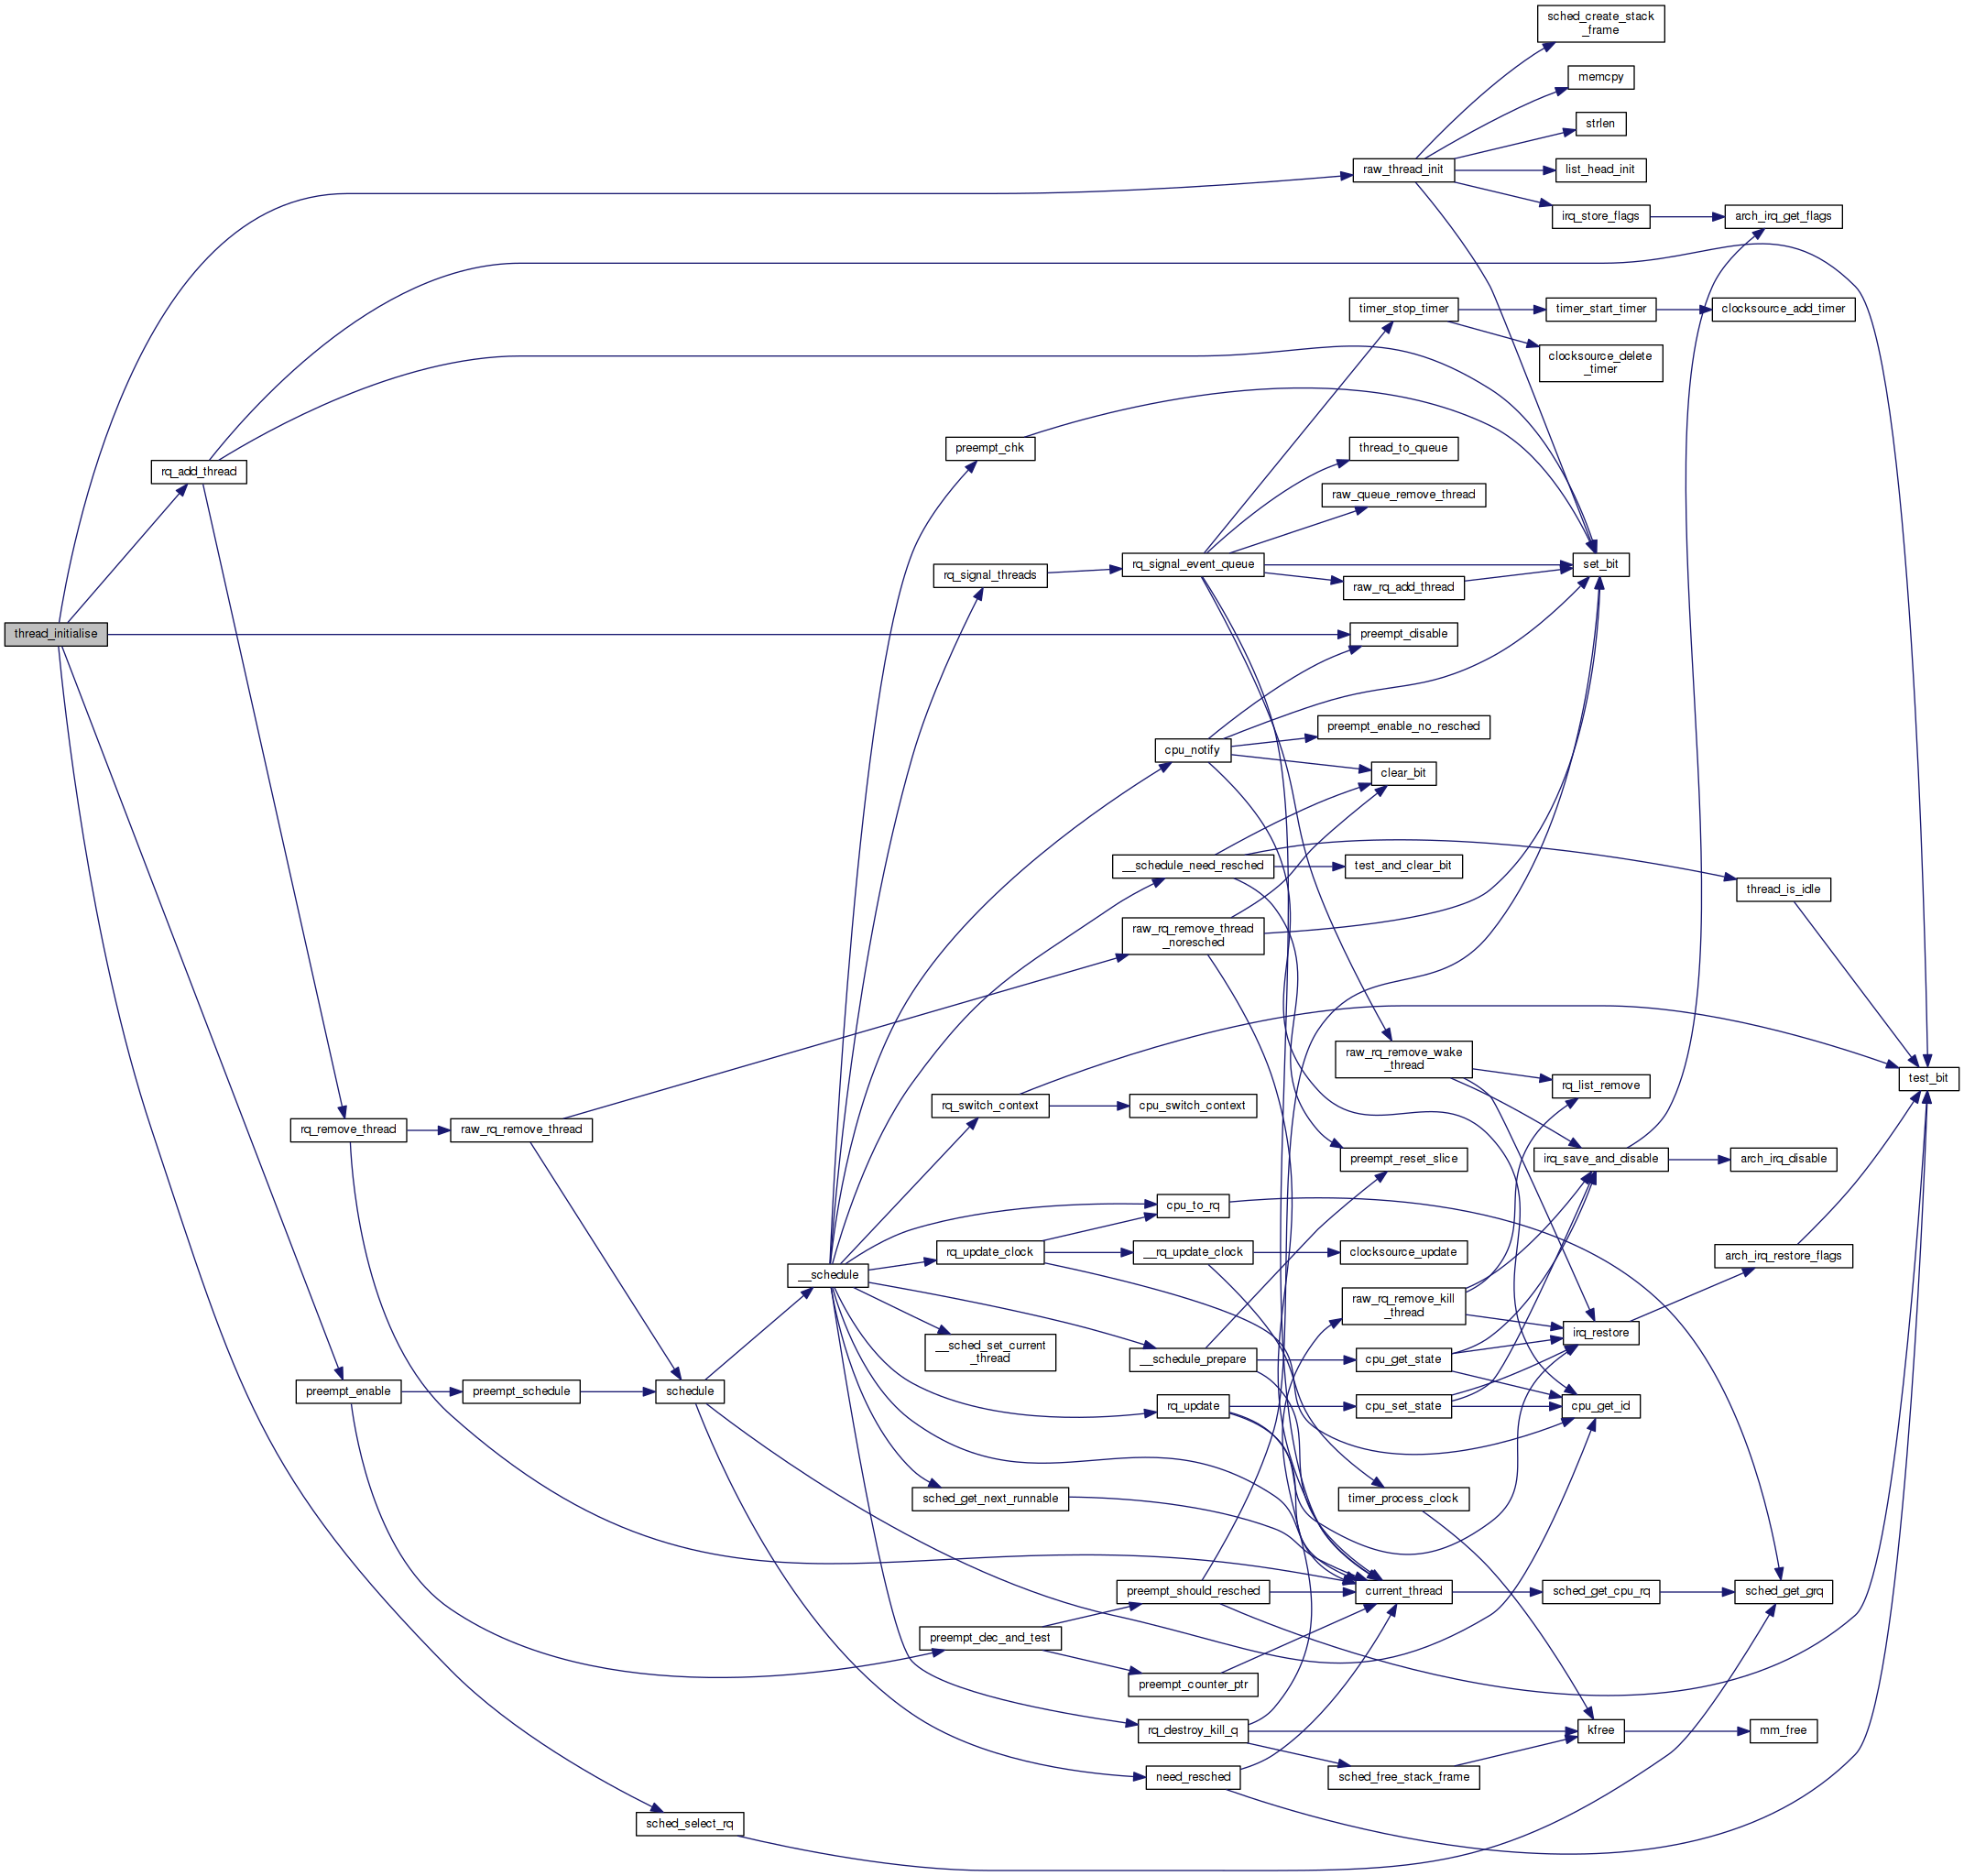 sched_create_stack
_frame
memcpy
strlen
raw_thread_init
list_head_init
irq_store_flags
arch_irq_get_flags
timer_stop_timer
timer_start_timer
clocksource_add_timer
clocksource_delete
_timer
preempt_chk
thread_to_queue
rq_add_thread
raw_queue_remove_thread
rq_signal_event_queue
set_bit
rq_signal_threads
raw_rq_add_thread
thread_initialise
preempt_disable
preempt_enable_no_resched
cpu_notify
clear_bit
__schedule_need_resched
test_and_clear_bit
thread_is_idle
raw_rq_remove_thread
_noresched
raw_rq_remove_wake
_thread
test_bit
rq_list_remove
rq_switch_context
cpu_switch_context
rq_remove_thread
raw_rq_remove_thread
preempt_reset_slice
irq_save_and_disable
arch_irq_disable
cpu_to_rq
rq_update_clock
__rq_update_clock
clocksource_update
arch_irq_restore_flags
__schedule
raw_rq_remove_kill
_thread
irq_restore
__sched_set_current
_thread
__schedule_prepare
cpu_get_state
preempt_enable
preempt_schedule
schedule
rq_update
cpu_set_state
cpu_get_id
sched_get_next_runnable
timer_process_clock
preempt_should_resched
current_thread
sched_get_cpu_rq
sched_get_grq
preempt_dec_and_test
preempt_counter_ptr
rq_destroy_kill_q
kfree
mm_free
need_resched
sched_free_stack_frame
sched_select_rq